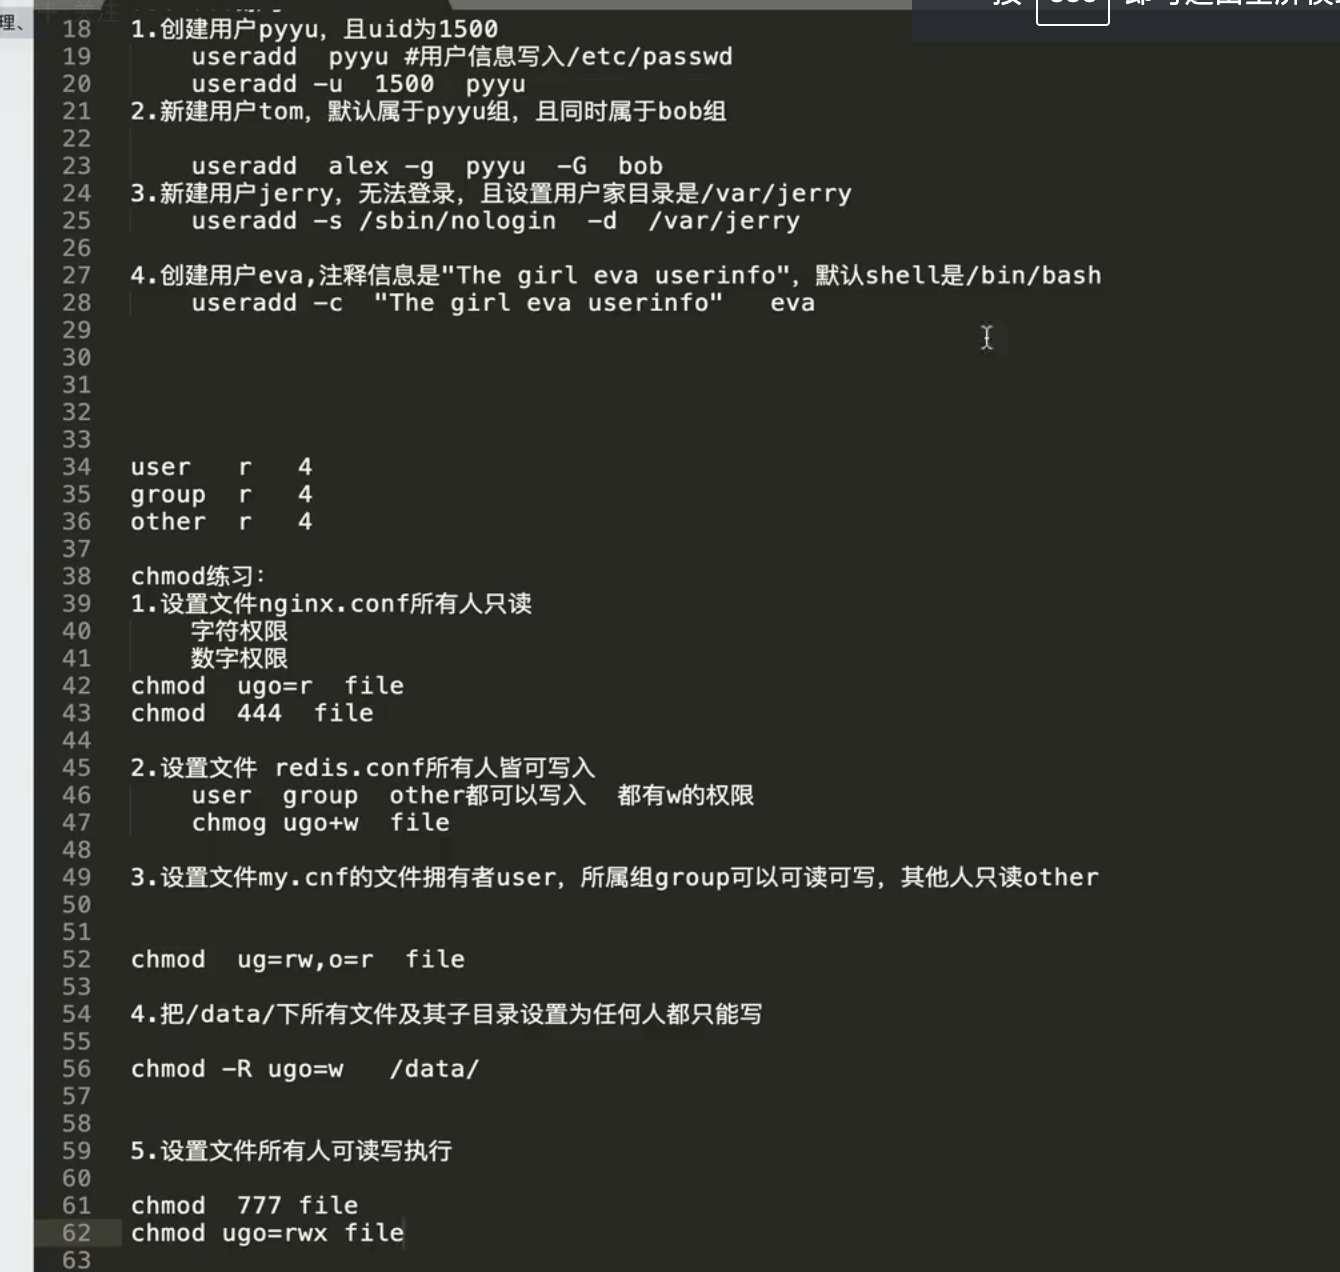 理、
18 1.创建用户pyyu，且uid为1500
19 useradd  pyyu #用户信息写入/etc/passwd
20 useradd -u  1500  pyyu
21 2.新建用户tom，默认属于pyyu组，且同时属于bob组
22
23 useradd  alex -g  pyyu  -G  bob
24 3.新建用户jerry，无法登录，且设置用户家目录是/var/jerry
25 useradd -s /sbin/nologin  -d  /var/jerry
26
27 4.创建用户eva,注释信息是"The girl eva userinfo"，默认shell是/bin/bash
28 useradd -c  "The girl eva userinfo"   eva
29
30
31
32
33
34 user   r   4
35 group  r   4
36 other  r   4
37
38 chmod练习：
39 1.设置文件nginx.conf所有人只读
40 字符权限
41 数字权限
42 chmod  ugo=r  file
43 chmod  444  file
44
45 2.设置文件 redis.conf所有人皆可写入
46 user  group  other都可以写入  都有w的权限
47 chmog ugo+w  file
48
49 3.设置文件my.cnf的文件拥有者user，所属组group可以可读可写，其他人只读other
50
51
52 chmod  ug=rw,o=r  file
53
54 4.把/data/下所有文件及其子目录设置为任何人都只能写
55
56 chmod -R ugo=w   /data/
57
58
59 5.设置文件所有人可读写执行
60
61 chmod  777 file
62 chmod ugo=rwx file
63